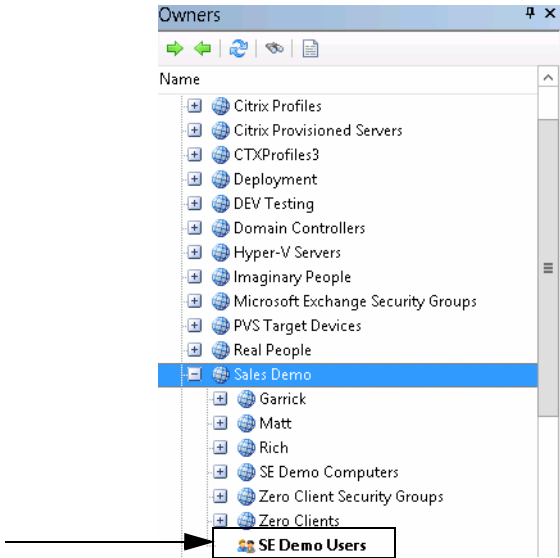 Owners
Name
Citrix Profiles
Citrix Provisioned Servers
CTXProfiles3
Deployment
DEV Testing
Domain Controllers
Hyper-V Servers
Imaginary People
Microsoft Exchange Security Groups
PVS Target Devices
Real People
Sales Demo
Garrick
Matt
Rich
SE Demo Computers
Zero Client Security Groups
Zero Clients
SE Demo Users